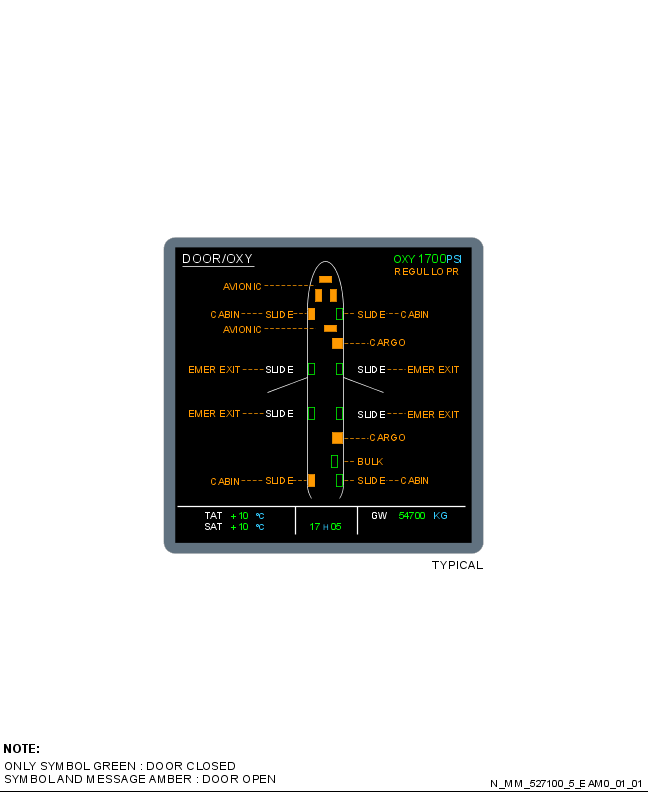 DOOR/OXY OXY 1700PSI
REGUL LO PR
AVIONIC
CABIN SLIDE SLIDE CABIN
AVIONIC
CARGO
EMER EXIT SLIDE SLIDE EMER EXIT
EMER EXIT SLIDE SLIDE EMER EXIT
CARGO
BULK
CABIN SLIDE SLIDE CABIN
TAT +10 °C GW 54700 KG
SAT +10 °C 17 H 05
TYPICAL
NOTE:
ONLY SYMBOL GREEN : DOOR CLOSED
SYMBOL AND MESSAGE AMBER : DOOR OPEN
N_MM_527100_5_EAM0_01_01